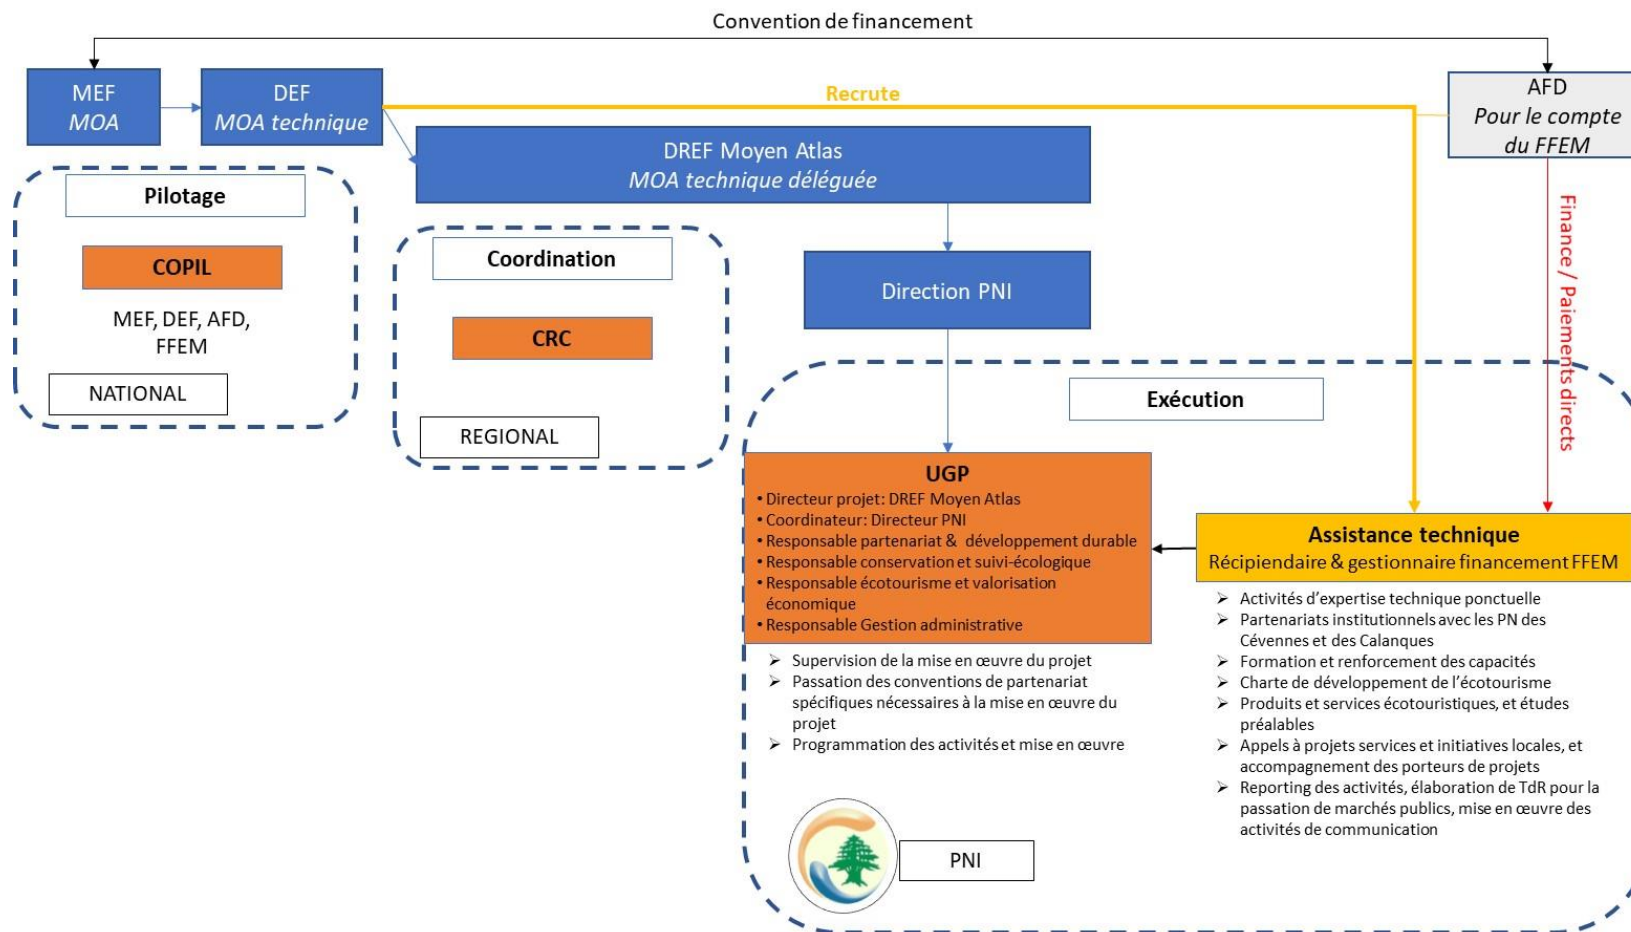 Convention de financement
MEF
MOA
DEF
MOA technique
Recrute
AFD
Pour le compte
du FFEM
DREF Moyen Atlas
MOA technique déléguée
Pilotage
COPIL
MEF, DEF, AFD,
FFEM
NATIONAL
Coordination
CRC
REGIONAL
Direction PNI
Finance / Paiements directs
Exécution
UGP
• Directeur projet: DREF Moyen Atlas
• Coordinateur: Directeur PNI
• Responsable partenariat & développement durable
• Responsable conservation et suivi-écologique
• Responsable écotourisme et valorisation
économique
• Responsable Gestion administrative
➢ Supervision de la mise en œuvre du projet
➢ Passation des conventions de partenariat
spécifiques nécessaires à la mise en œuvre du
projet
➢ Programmation des activités et mise en œuvre
PNI
Assistance technique
Récipiendaire & gestionnaire financement FFEM
➢ Activités d’expertise technique ponctuelle
➢ Partenariats institutionnels avec les PN des
Cévennes et des Calanques
➢ Formation et renforcement des capacités
➢ Charte de développement de l’écotourisme
➢ Produits et services écotouristiques, et études
préalables
➢ Appels à projets services et initiatives locales, et
accompagnement des porteurs de projets
➢ Reporting des activités, élaboration de TdR pour la
passation de marchés publics, mise en œuvre des
activités de communication